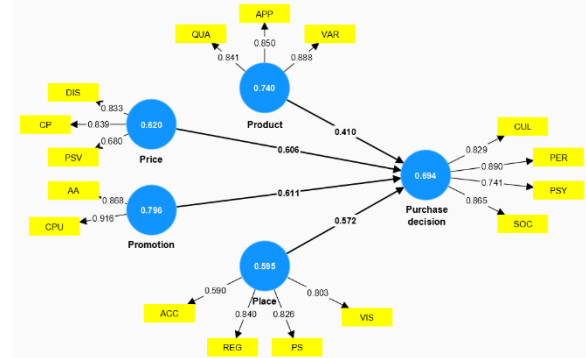 APP
QUA
VAR
0.850
0.841
0.888
0.740
Product
DIS
0.833
CP
0.839
0.620
PSV
0.680
Price
0.410
0.606
CUL
0.829
PER
0.890
0.694
0.741
PSY
Purchase
decision
0.865
SOC
AA
0.868
0.796
CPU
0.916
Promotion
0.611
0.572
0.595
Place
ACC
0.590
0.840
REG
0.826
PS
0.803
VIS